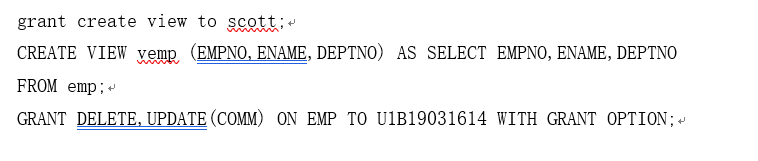 grant create view to scott;
CREATE VIEW vemp (EMPNO,ENAME,DEPTNO) AS SELECT EMPNO,ENAME,DEPTNO
FROM emp;
GRANT DELETE,UPDATE(COMM) ON EMP TO U1B19031614 WITH GRANT OPTION;